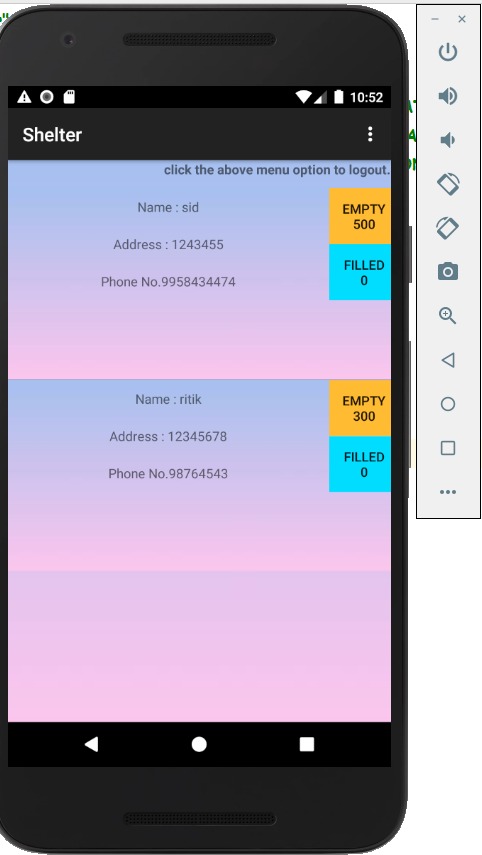 10:52
Shelter
click the above menu option to logout.
Name : sid
EMPTY
500
Address : 1243455
FILLED
0
Phone No.9958434474
Name : ritik
EMPTY
300
Address : 12345678
FILLED
0
Phone No.98764543